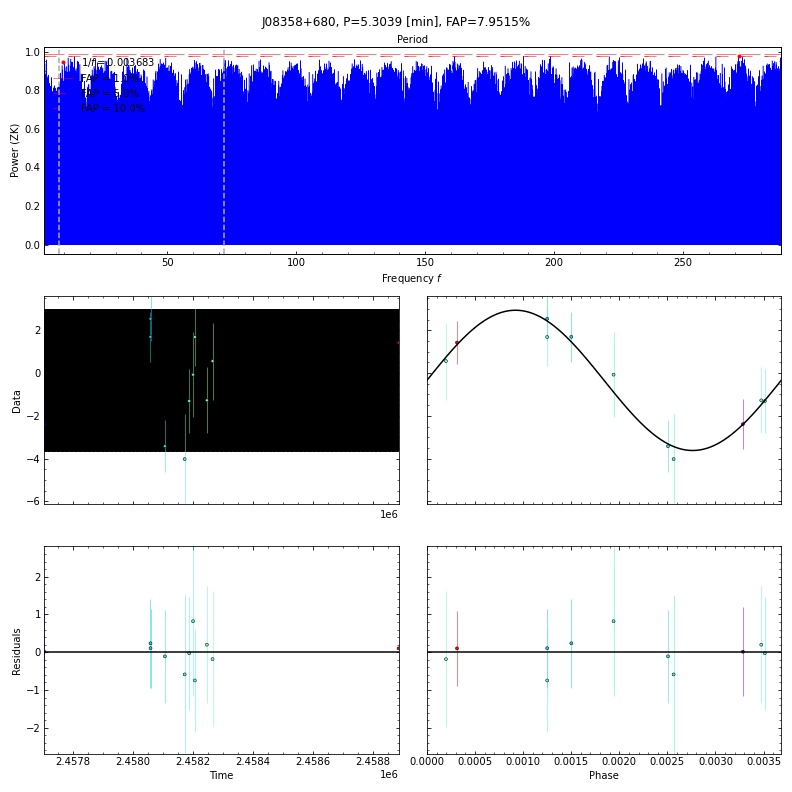 J08358+680, P=5.3039 [min], FAP=7.9515%
Period
1.0
0.8
0.6
0.4
0.2
0.0
Power (ZK)
1/f=0.003683
FAP = 1.0%
FAP = 5.0%
FAP = 10.0%
50 100 150 200 250
Frequency f
2
0
−2
−4
−6
Data
1e6
2
1
0
−1
−2
Residuals
2.4578 2.4580 2.4582 2.4584 2.4586 2.4588
1e6
Time
0.0000 0.0005 0.0010 0.0015 0.0020 0.0025 0.0030 0.0035
Phase